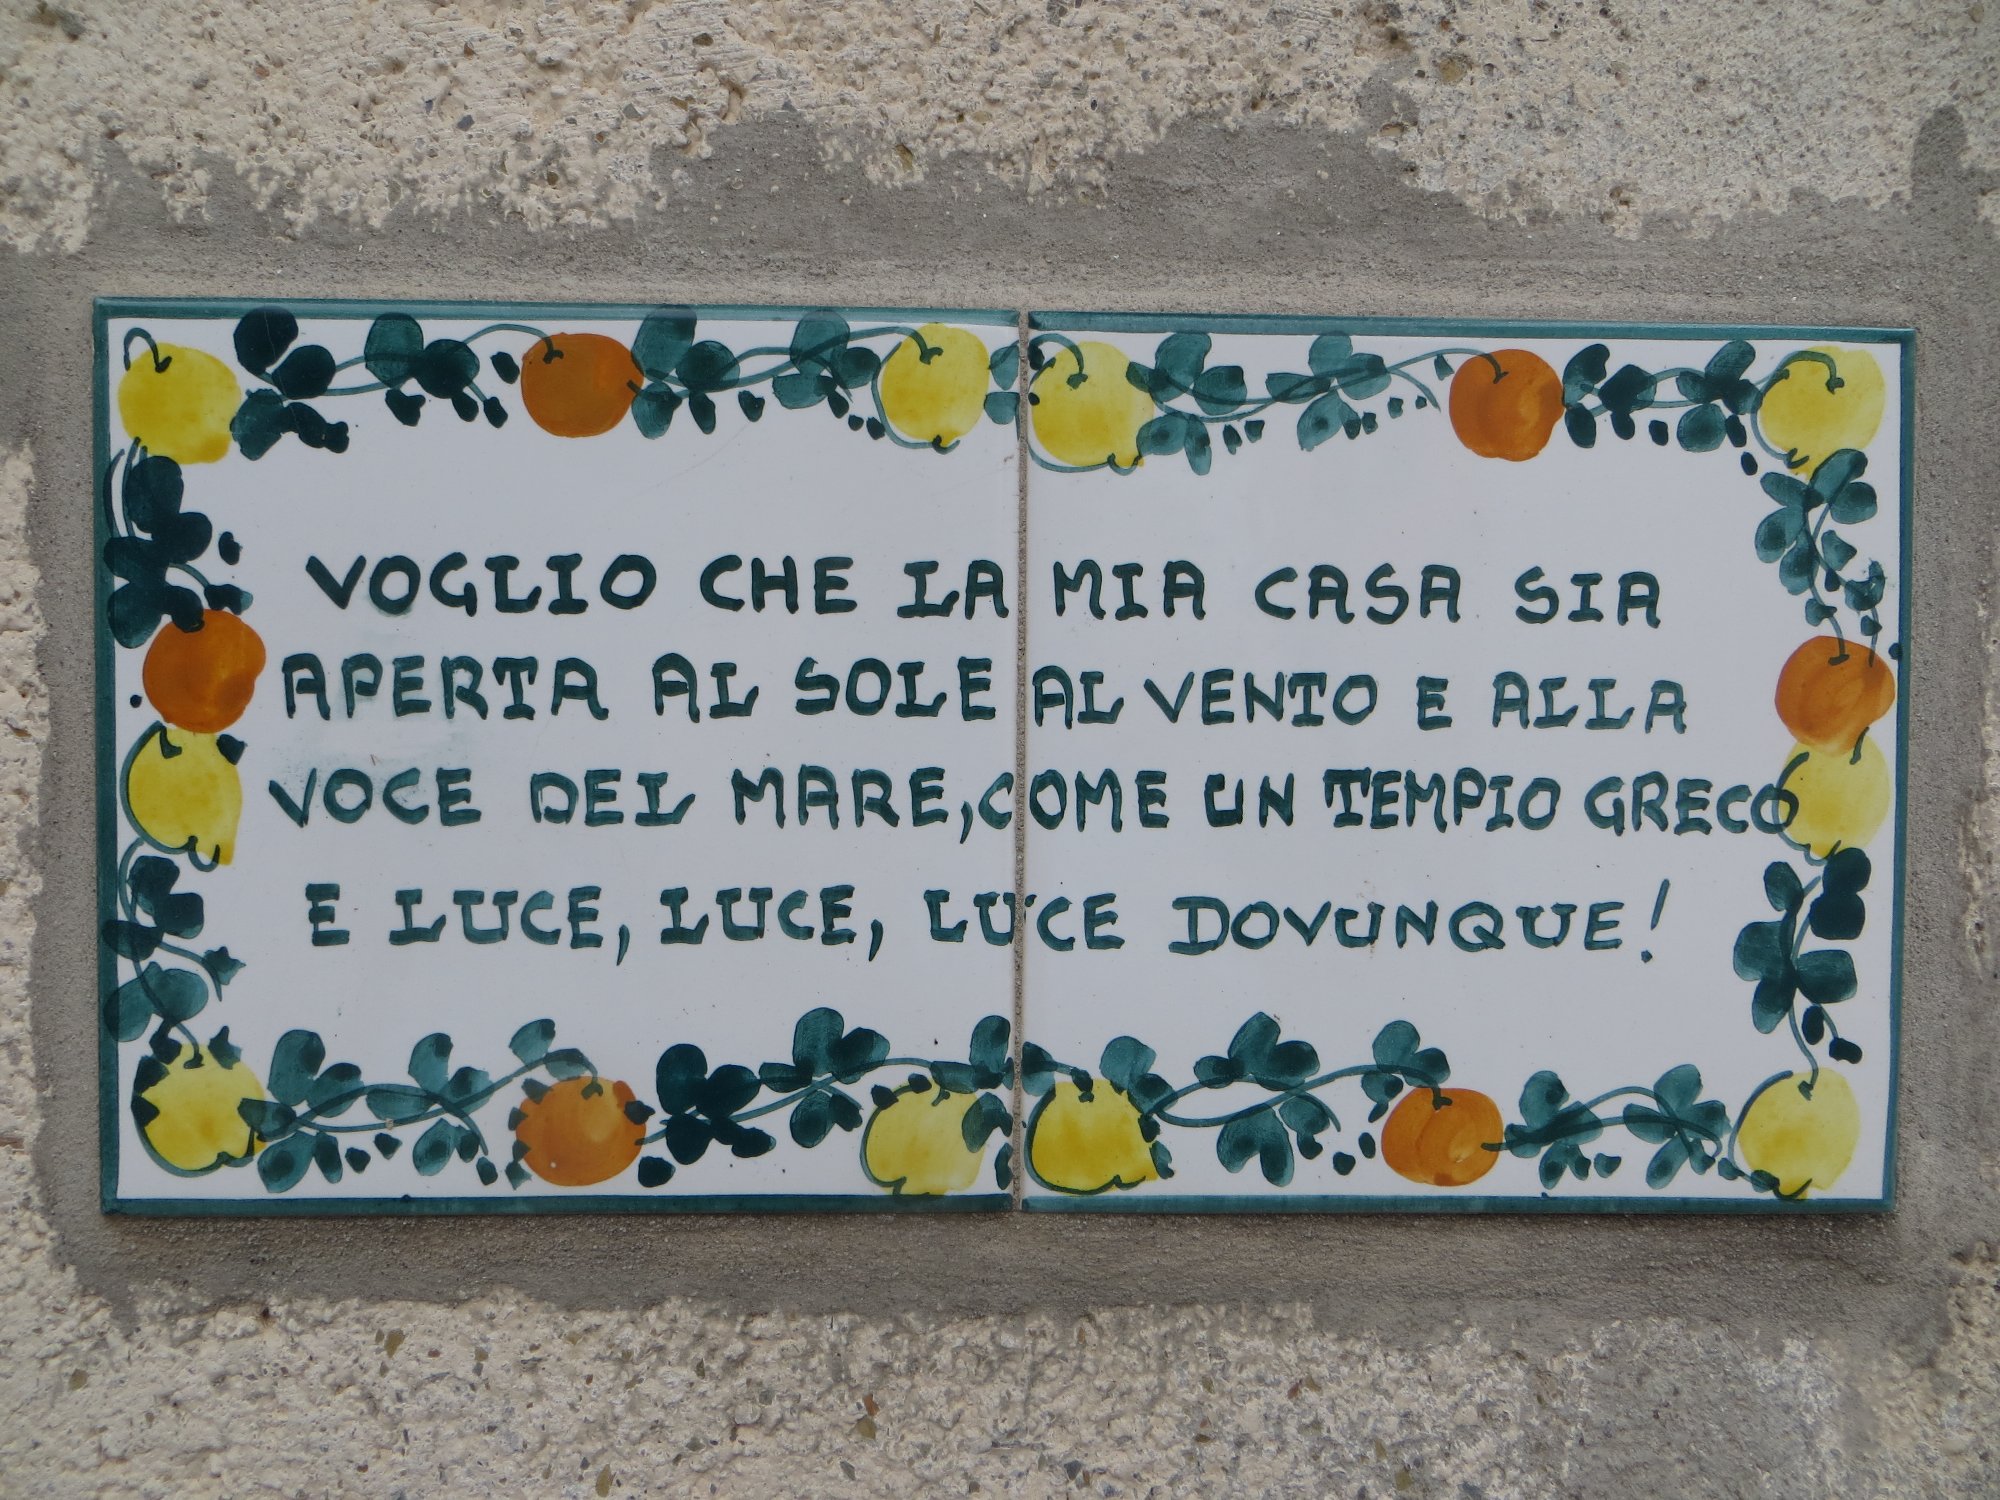 VOGLIO CHE LA MIA CASA SIA
APERTA AL SOLE AL VENTO E ALLA
VOCE DEL MARE, COME UN TEMPIO GRECO
E LUCE, LUCE, LUCE DOVUNQUE!